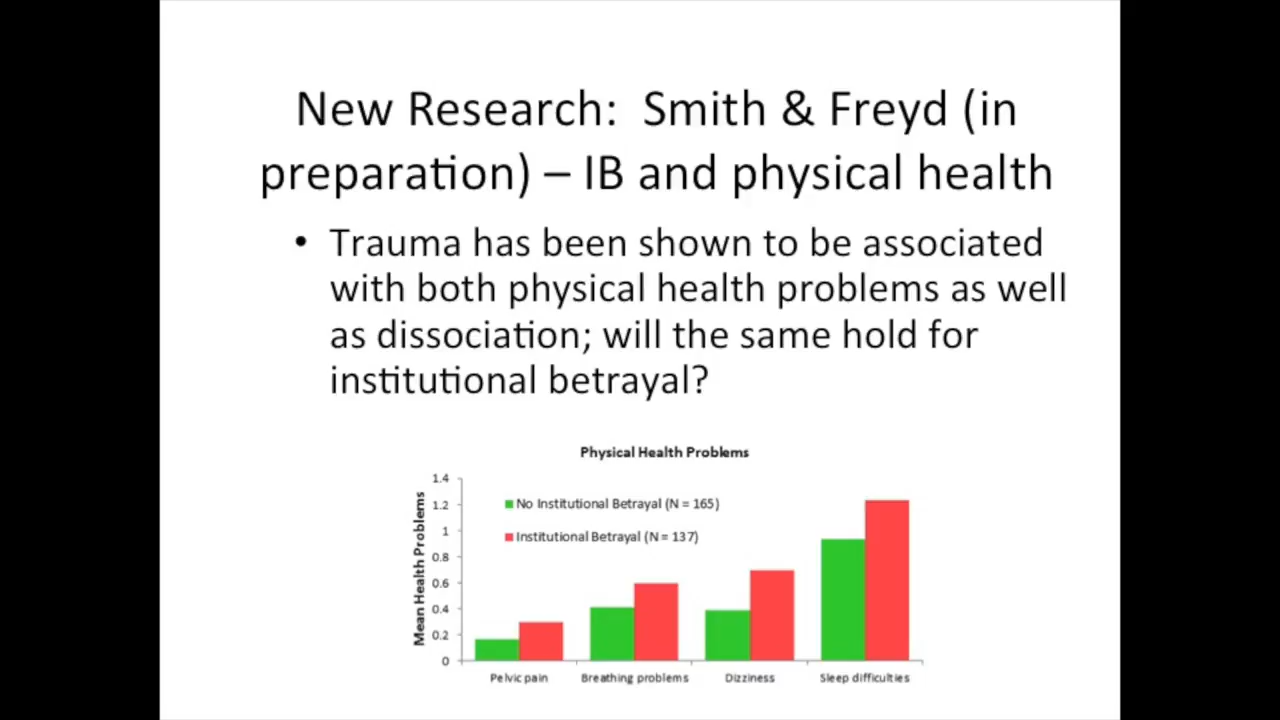 New Research:  Smith & Freyd (in
preparation) – IB and physical health
• Trauma has been shown to be associated
with both physical health problems as well
as dissociation; will the same hold for
institutional betrayal?
Physical Health Problems
Mean Health Problems
1.4
1.2
1
0.8
0.6
0.4
0.2
0
No Institutional Betrayal (N = 165)
Institutional Betrayal (N = 137)
Pelvic pain
Breathing problems
Dizziness
Sleep difficulties